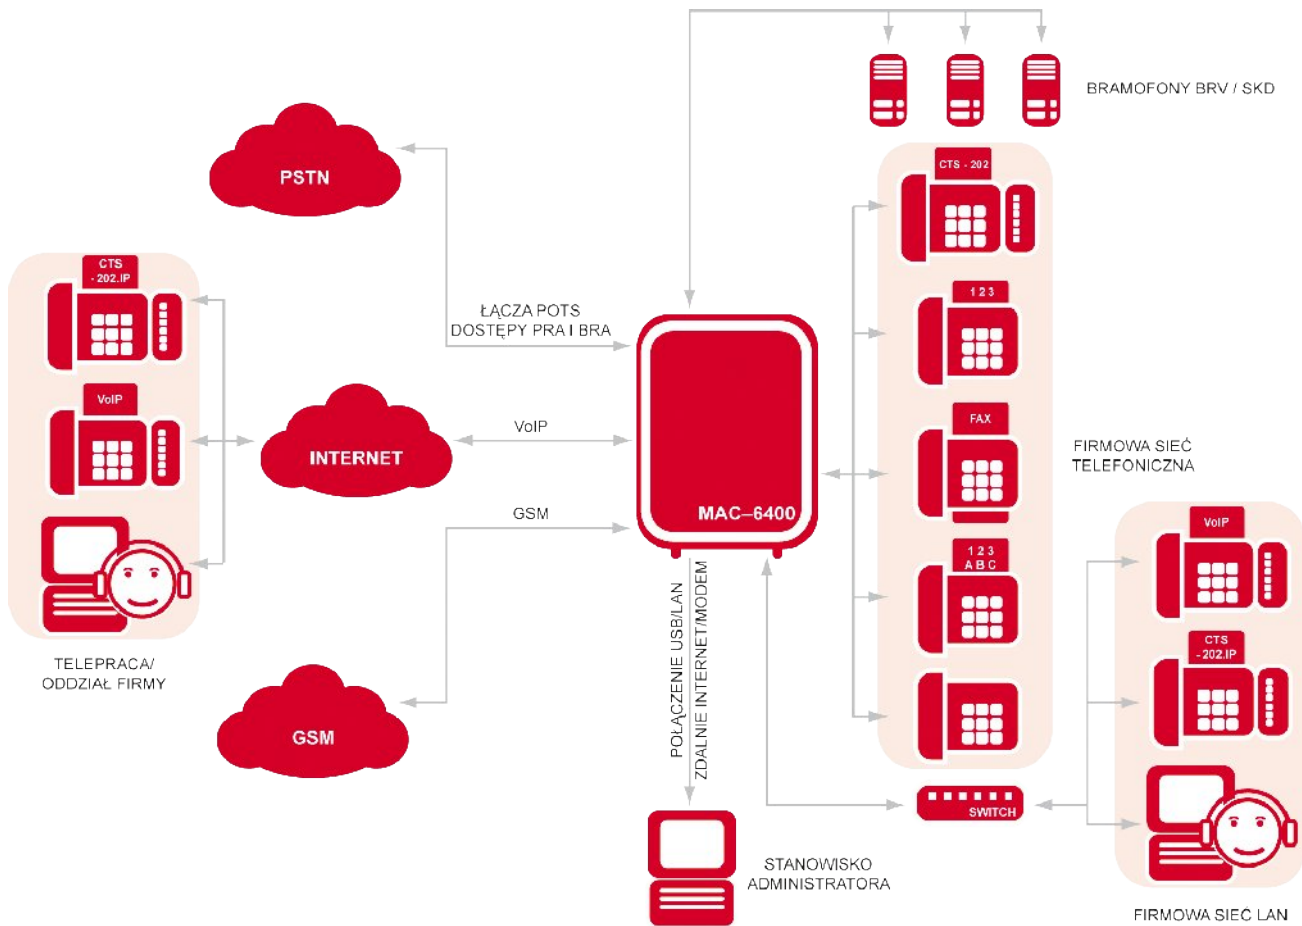 BRAMOFONY BRV / SKD
PSTN
CTS - 202
CTS
- 202.IP
1 2 3
ŁĄCZA POTS
DOSTĘPY PRA I BRA
VoIP
FAX
INTERNET
VoIP
FIRMOWA SIEĆ
TELEFONICZNA
GSM
MAC–6400
VoIP
1 2 3
A B C
POŁĄCZENIE USB/LAN
ZDALNIE INTERNET/MODEM
TELEPRACA/
ODDZIAŁ FIRMY
CTS
- 202.IP
GSM
SWITCH
STANOWISKO
ADMINISTRATORA
FIRMOWA SIEĆ LAN